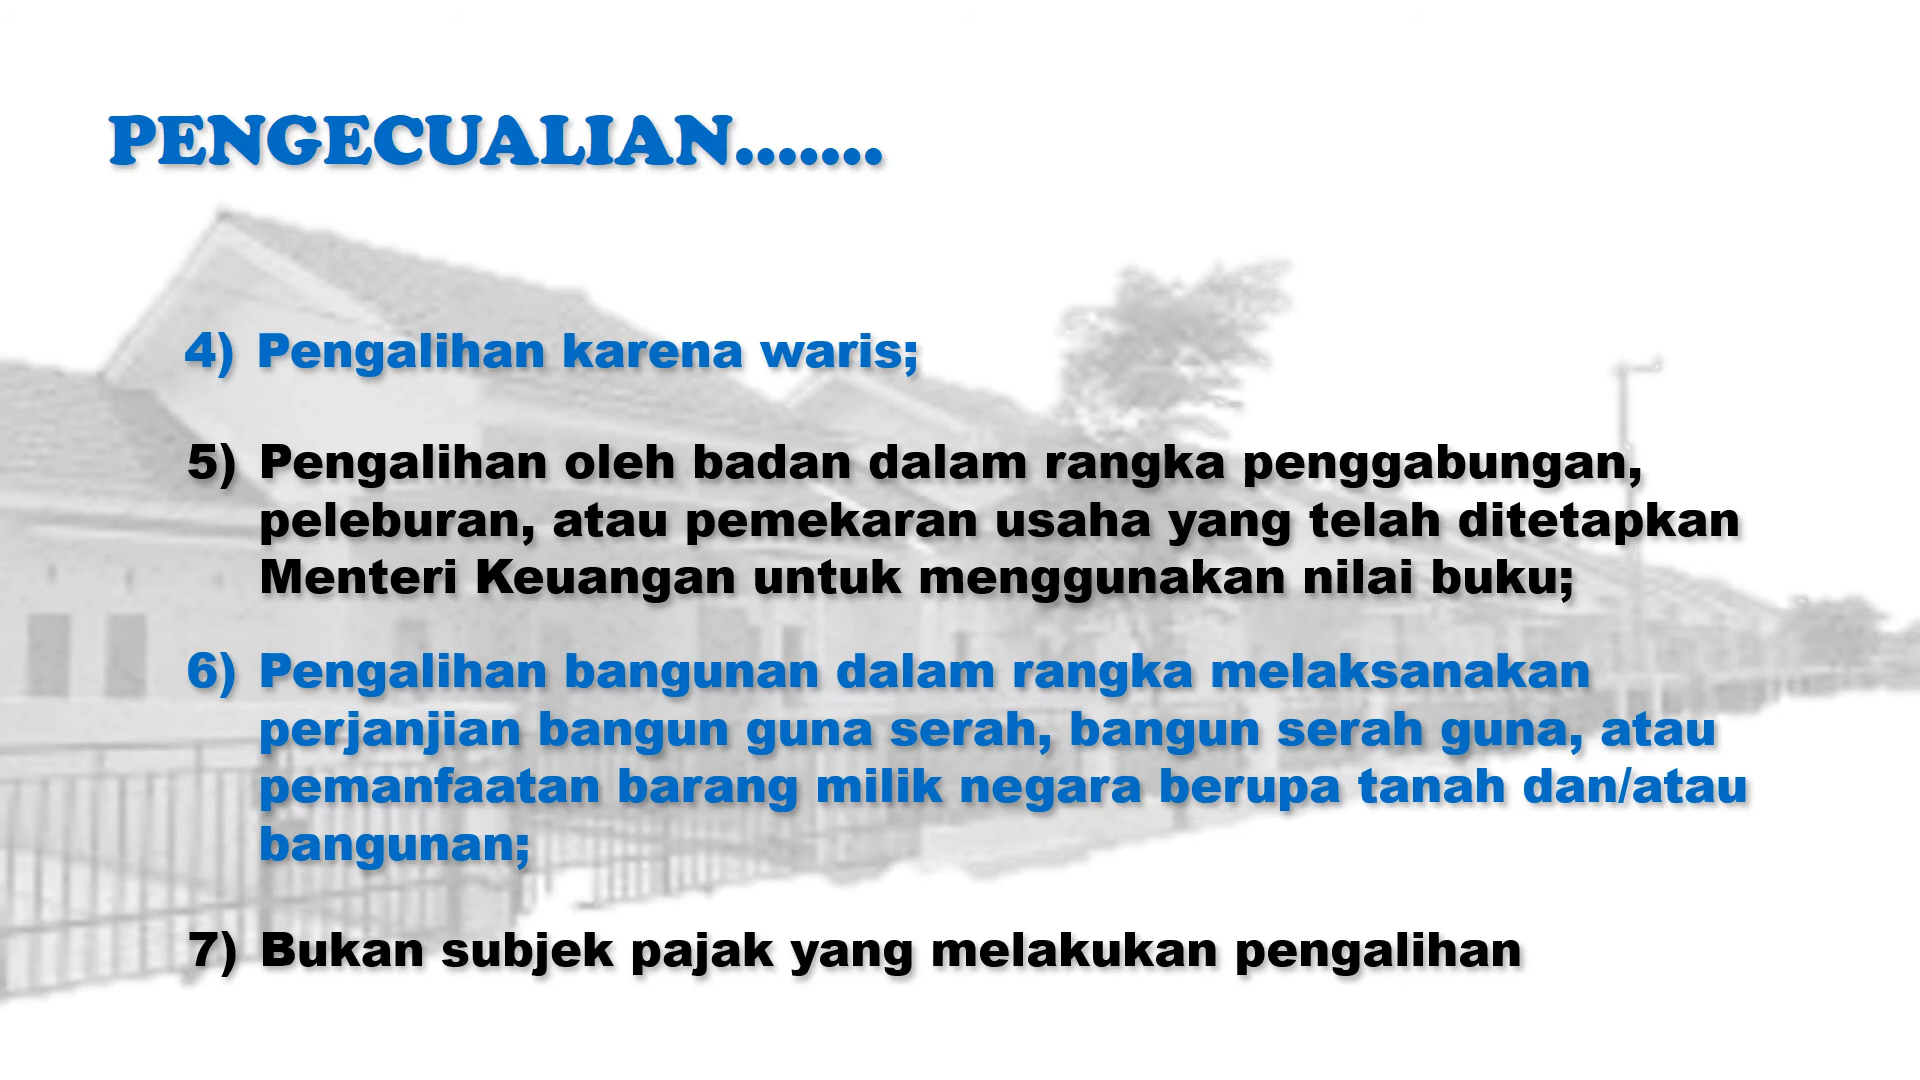 PENGECUALIAN.......
4) Pengalihan karena waris;
5) Pengalihan oleh badan dalam rangka penggabungan,
peleburan, atau pemekaran usaha yang telah ditetapkan
Menteri Keuangan untuk menggunakan nilai buku;
6) Pengalihan bangunan dalam rangka melaksanakan
perjanjian bangun guna serah, bangun serah guna, atau
pemanfaatan barang milik negara berupa tanah dan/atau
bangunan;
7) Bukan subjek pajak yang melakukan pengalihan